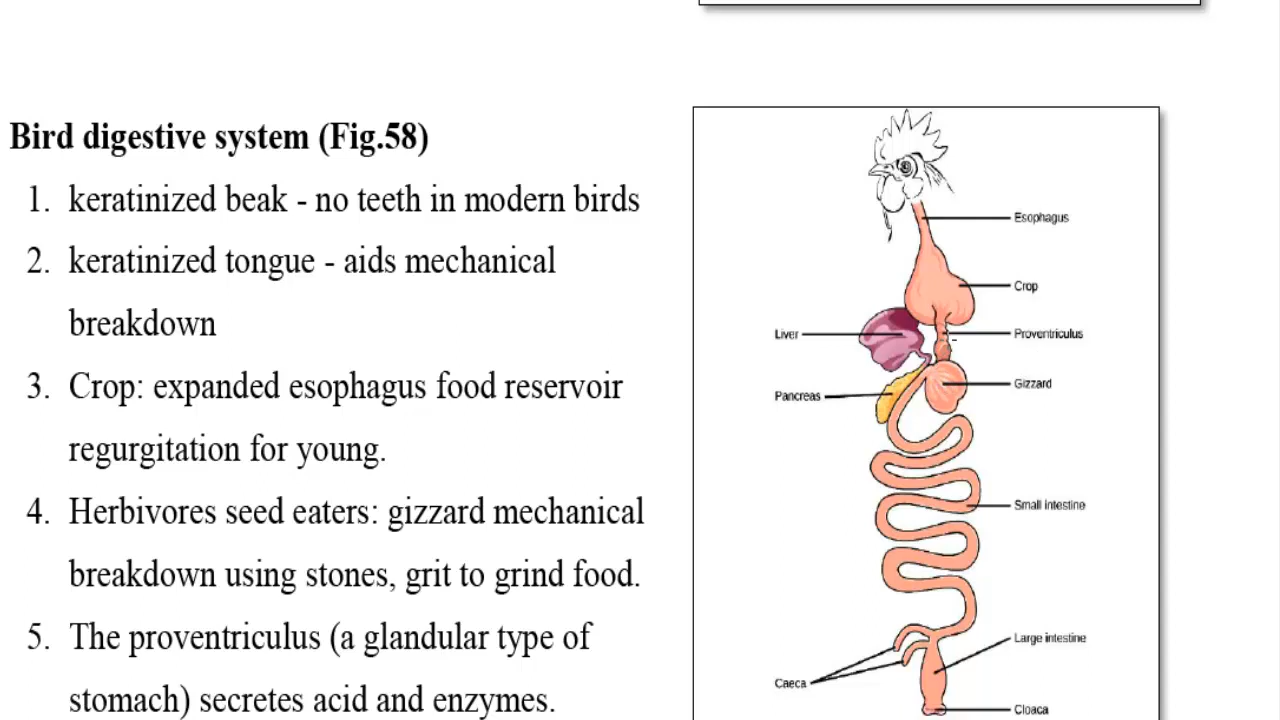 Bird digestive system (Fig.58)
1. keratinized beak - no teeth in modern birds
2. keratinized tongue - aids mechanical
breakdown
3. Crop: expanded esophagus food reservoir
regurgitation for young.
4. Herbivores seed eaters: gizzard mechanical
breakdown using stones, grit to grind food.
5. The proventriculus (a glandular type of
stomach) secretes acid and enzymes.
Esophagus
Crop
Liver
Proventriculus
Gizzard
Pancreas
Small intestine
Large intestine
Caeca
Cloaca